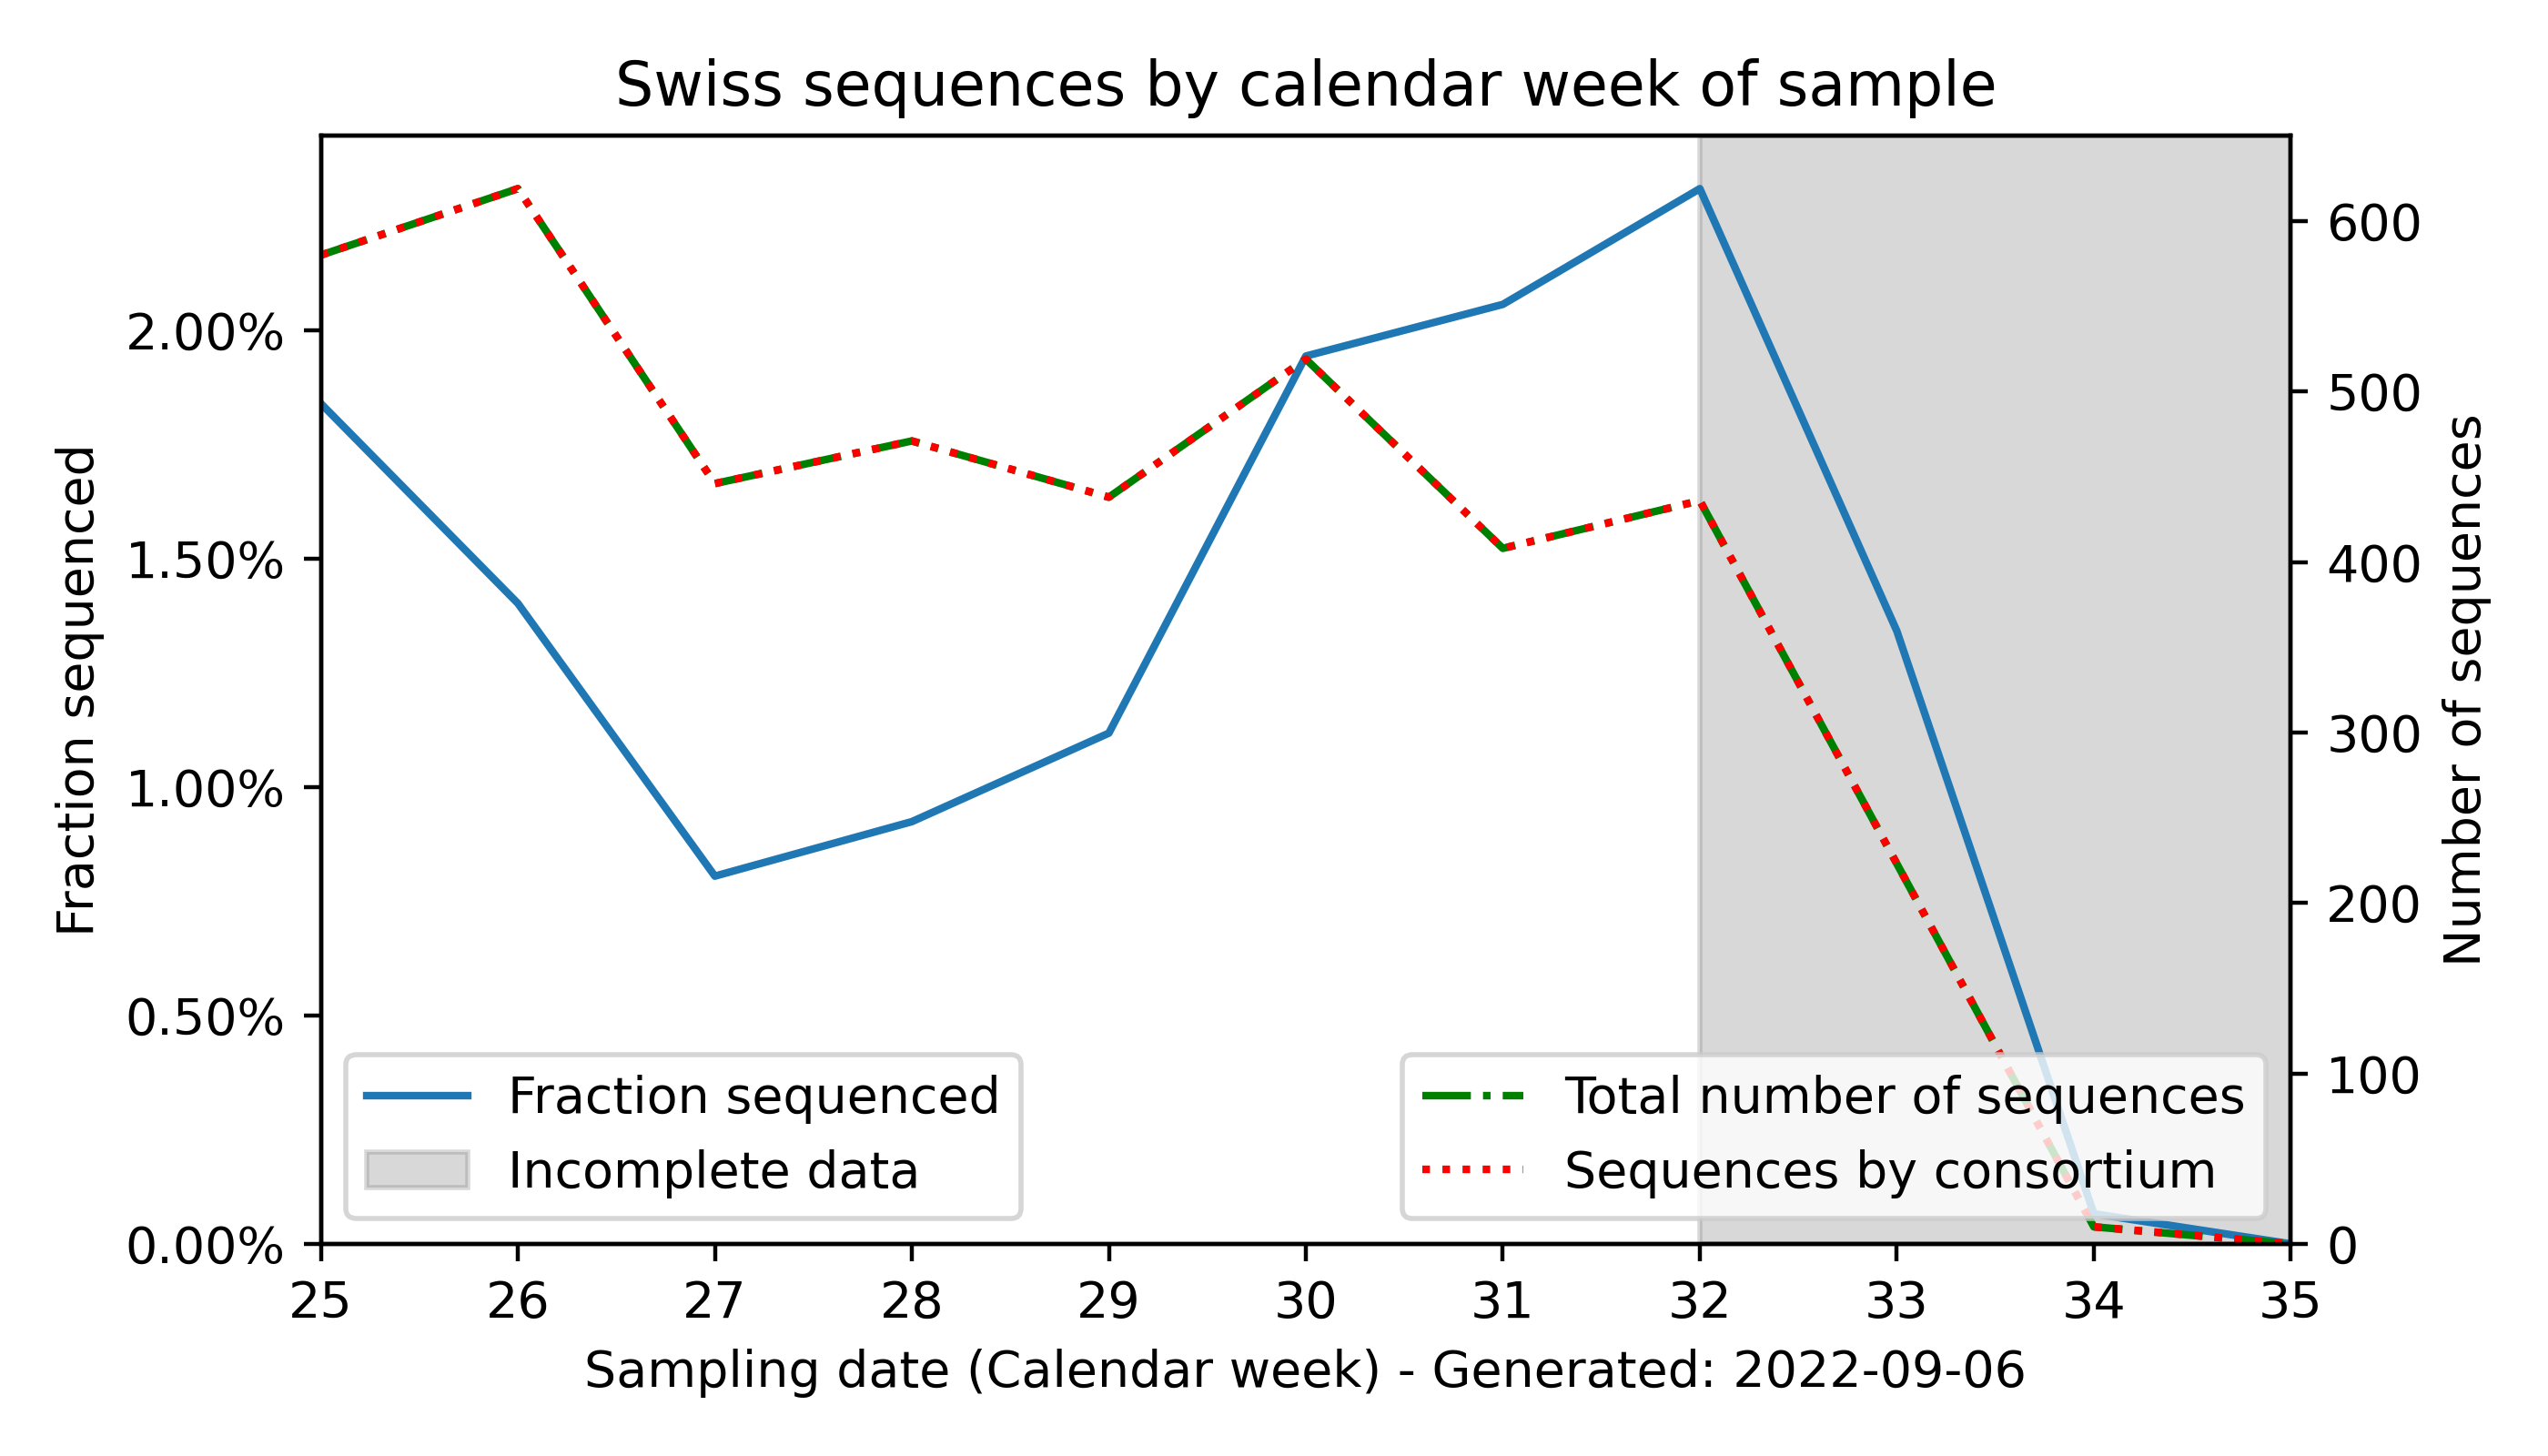 Swiss sequences by calendar week of sample
Fraction sequenced
2.00%
1.50%
1.00%
0.50%
0.00%
600
500
400
300
200
100
0
Number of sequences
Fraction sequenced
Incomplete data
Total number of sequences
Sequences by consortium
25 26 27 28 29 30 31 32 33 34 35
Sampling date (Calendar week) - Generated: 2022-09-06